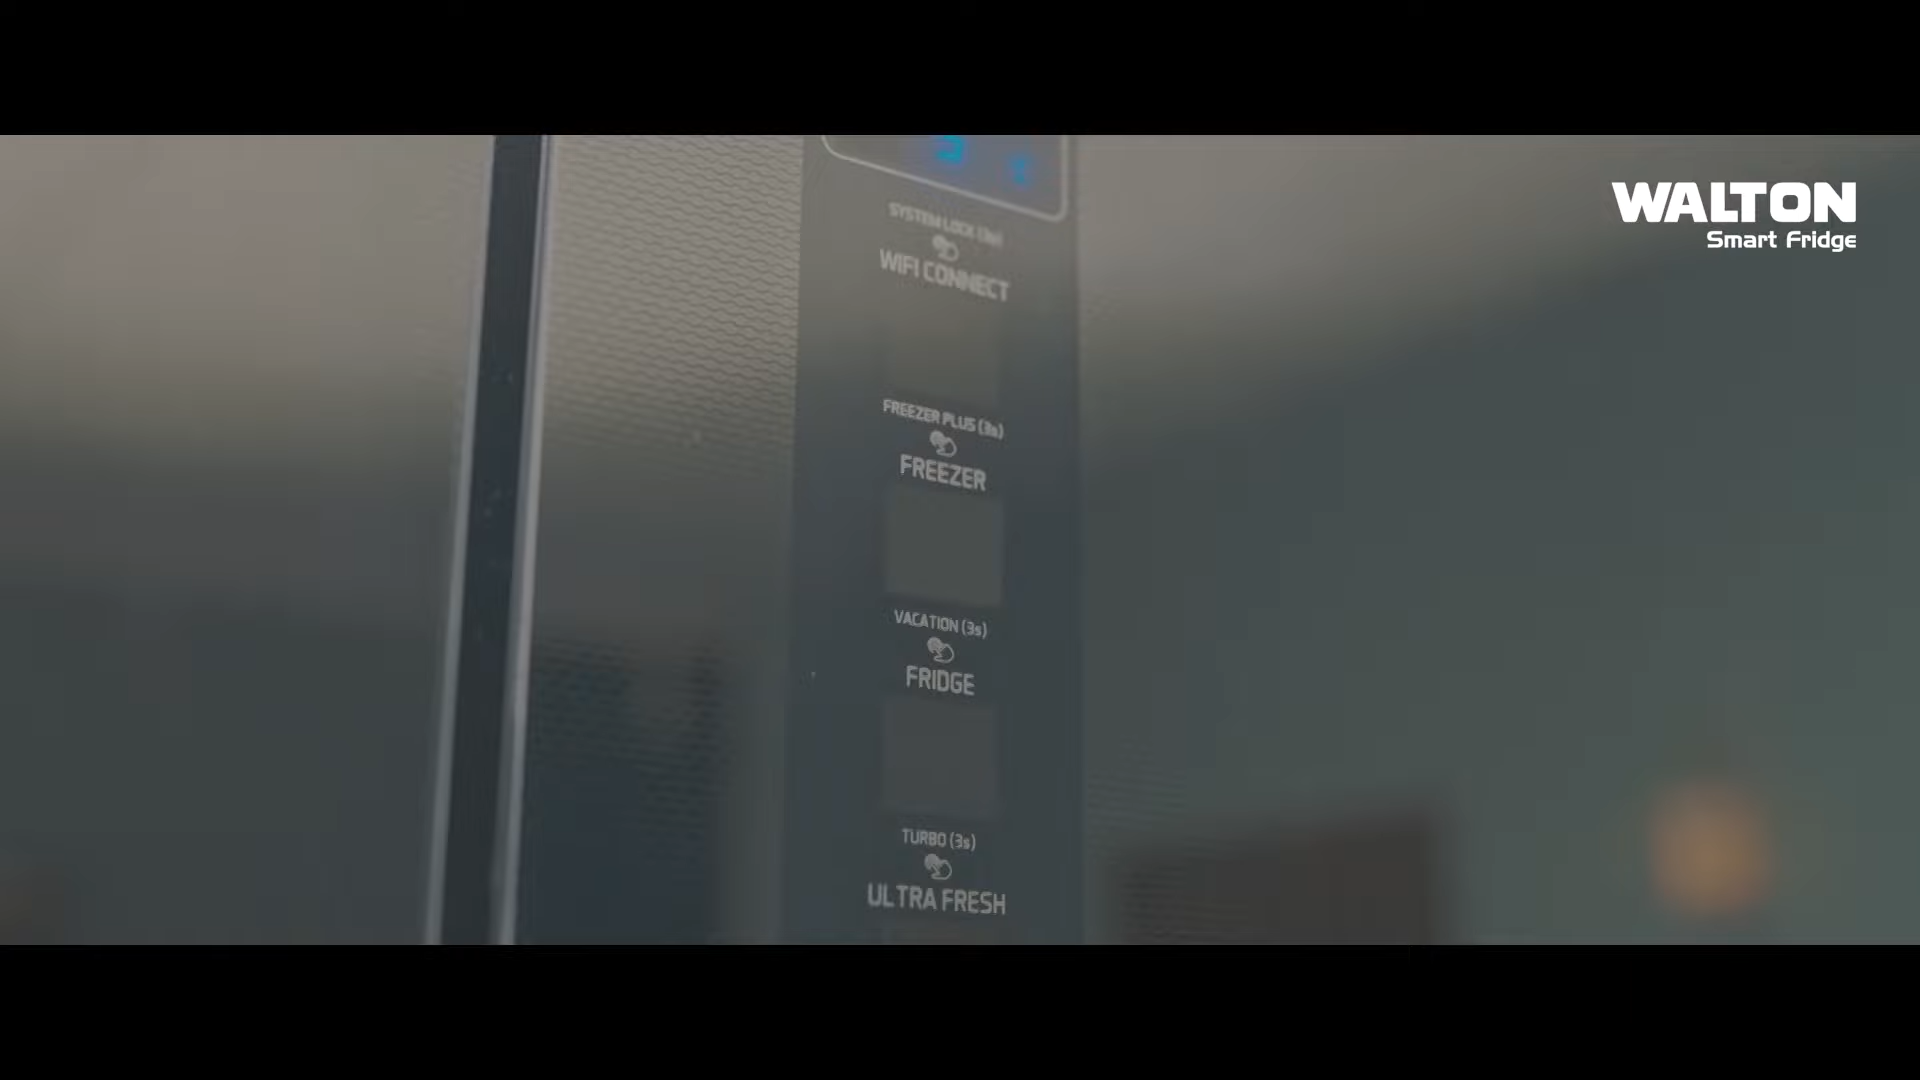 WALTON
Smart Fridge
SYSTEM LOCK (3s)
WIFI CONNECT
FREEZER PLUS (3s)
FREEZER
VACATION (3s)
FRIDGE
TURBO (3s)
ULTRA FRESH